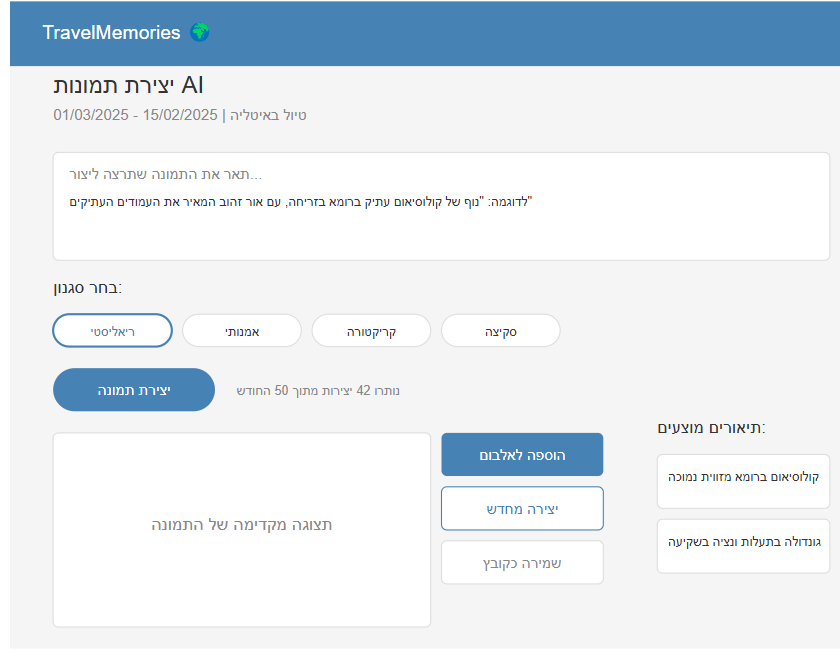 TravelMemories 🌍
יצירת תמונות AI
טיול באיטליה | 15/02/2025 - 01/03/2025
תאר את התמונה שתרצה ליצור...
לדוגמה: "נוף של קולוסיאום עתיק ברומא בזריחה, עם אור זהוב המאיר את העמודים העתיקים"
בחר סגנון:
ריאליסטי
אמנותי
קריקטורה
סקיצה
יצירת תמונה
נותרו 42 יצירות מתוך 50 החודש
תצוגה מקדימה של התמונה
הוספה לאלבום
יצירה מחדש
שמירה כקובץ
תיאורים מוצעים:
קולוסיאום ברומא מזווית נמוכה
גונדולה בתעלות ונציה בשקיעה